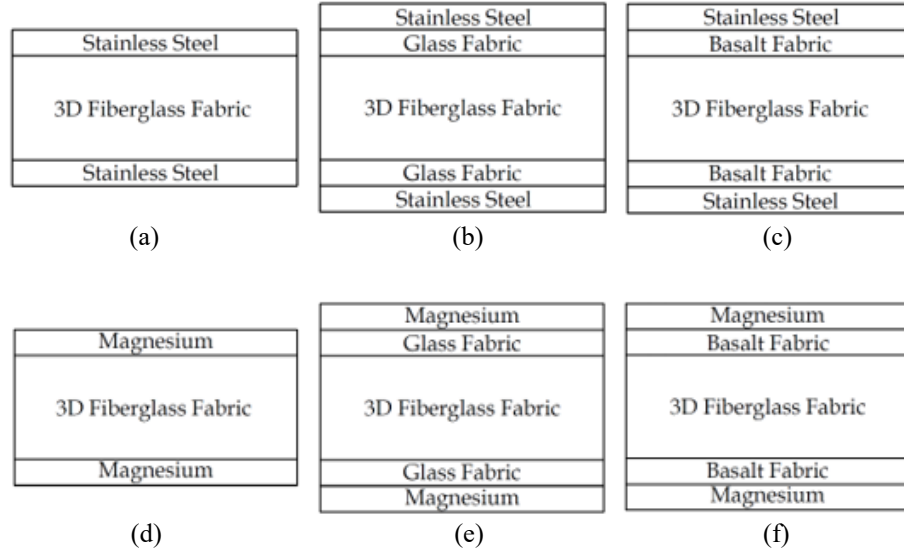 Stainless Steel
3D Fiberglass Fabric
Stainless Steel
(a)
Stainless Steel
Glass Fabric
3D Fiberglass Fabric
Glass Fabric
Stainless Steel
(b)
Stainless Steel
Basalt Fabric
3D Fiberglass Fabric
Basalt Fabric
Stainless Steel
(c)
Magnesium
3D Fiberglass Fabric
Magnesium
(d)
Magnesium
Glass Fabric
3D Fiberglass Fabric
Glass Fabric
Magnesium
(e)
Magnesium
Basalt Fabric
3D Fiberglass Fabric
Basalt Fabric
Magnesium
(f)